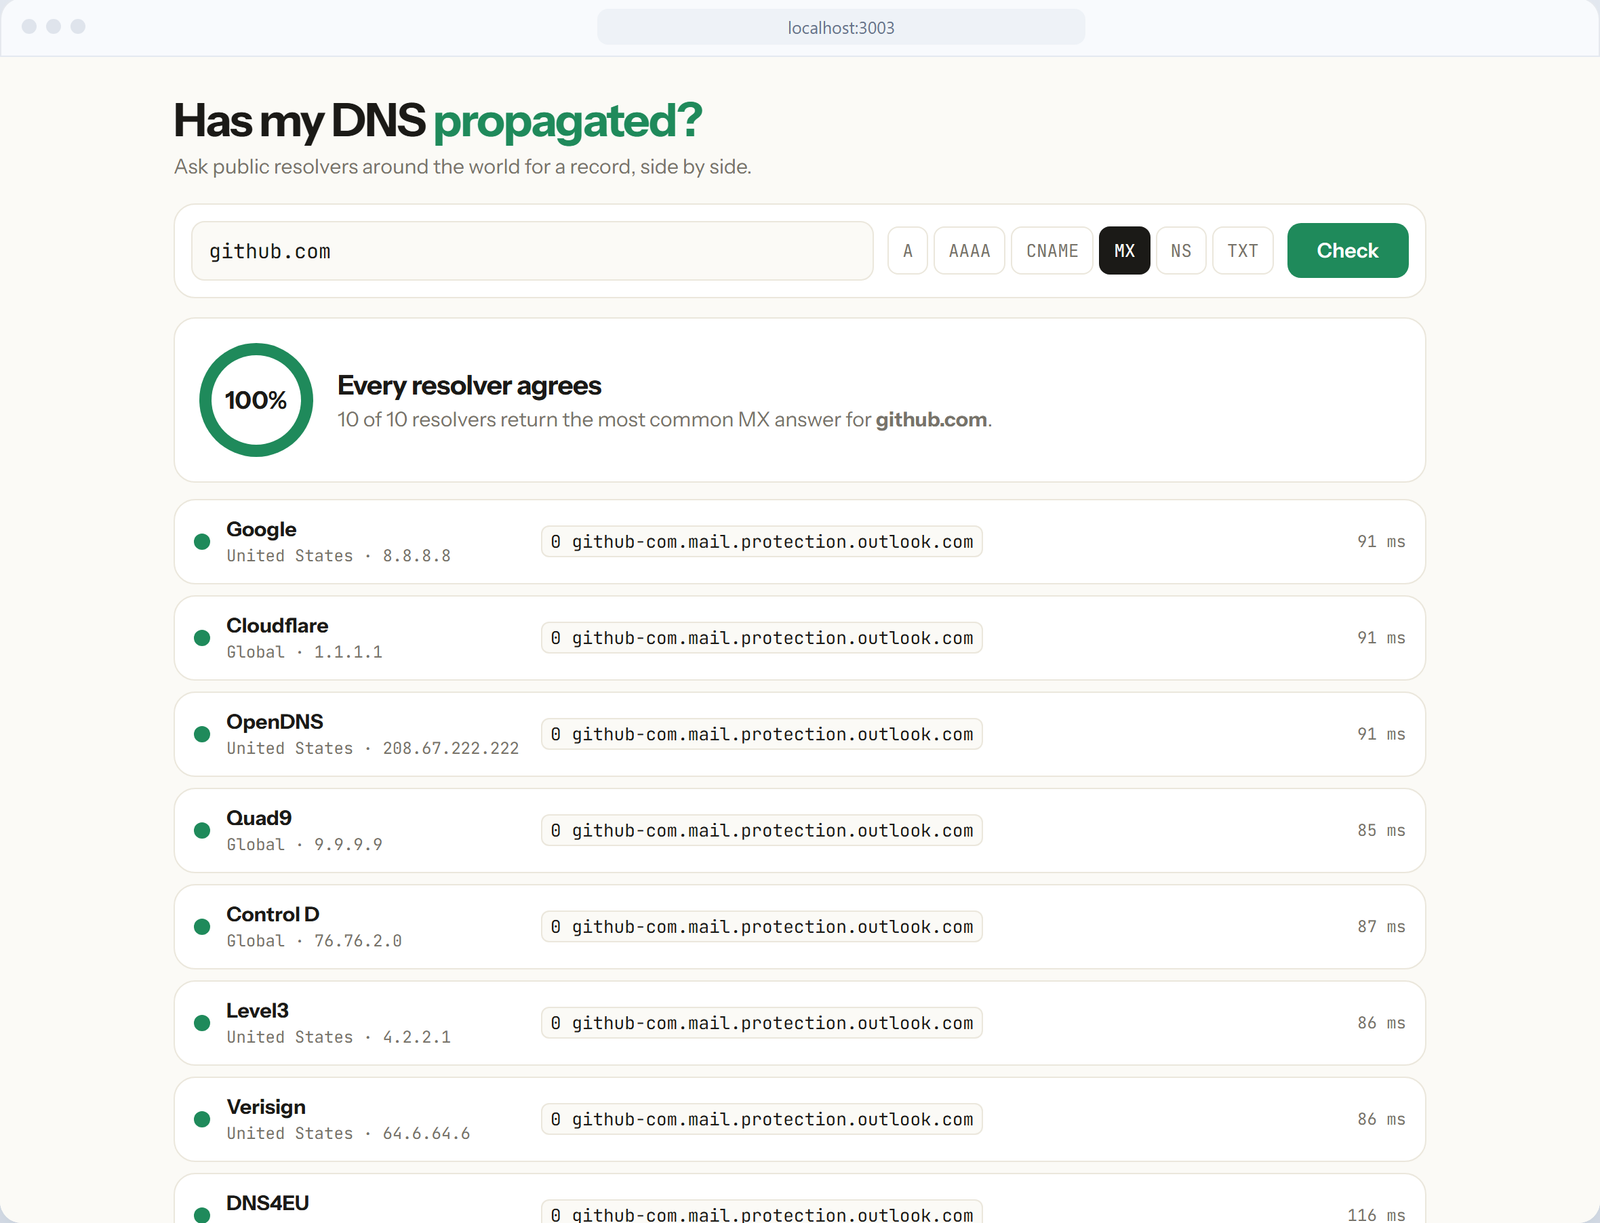 localhost:3003
Has my DNS propagated?
Ask public resolvers around the world for a record, side by side.
github.com
A AAAA CNAME MX NS TXT Check
100%
Every resolver agrees
10 of 10 resolvers return the most common MX answer for github.com.
Google
United States · 8.8.8.8
0 github-com.mail.protection.outlook.com
91 ms
Cloudflare
Global · 1.1.1.1
0 github-com.mail.protection.outlook.com
91 ms
OpenDNS
United States · 208.67.222.222
0 github-com.mail.protection.outlook.com
91 ms
Quad9
Global · 9.9.9.9
0 github-com.mail.protection.outlook.com
85 ms
Control D
Global · 76.76.2.0
0 github-com.mail.protection.outlook.com
87 ms
Level3
United States · 4.2.2.1
0 github-com.mail.protection.outlook.com
86 ms
Verisign
United States · 64.6.64.6
0 github-com.mail.protection.outlook.com
86 ms
DNS4EU
0 github-com.mail.protection.outlook.com
116 ms